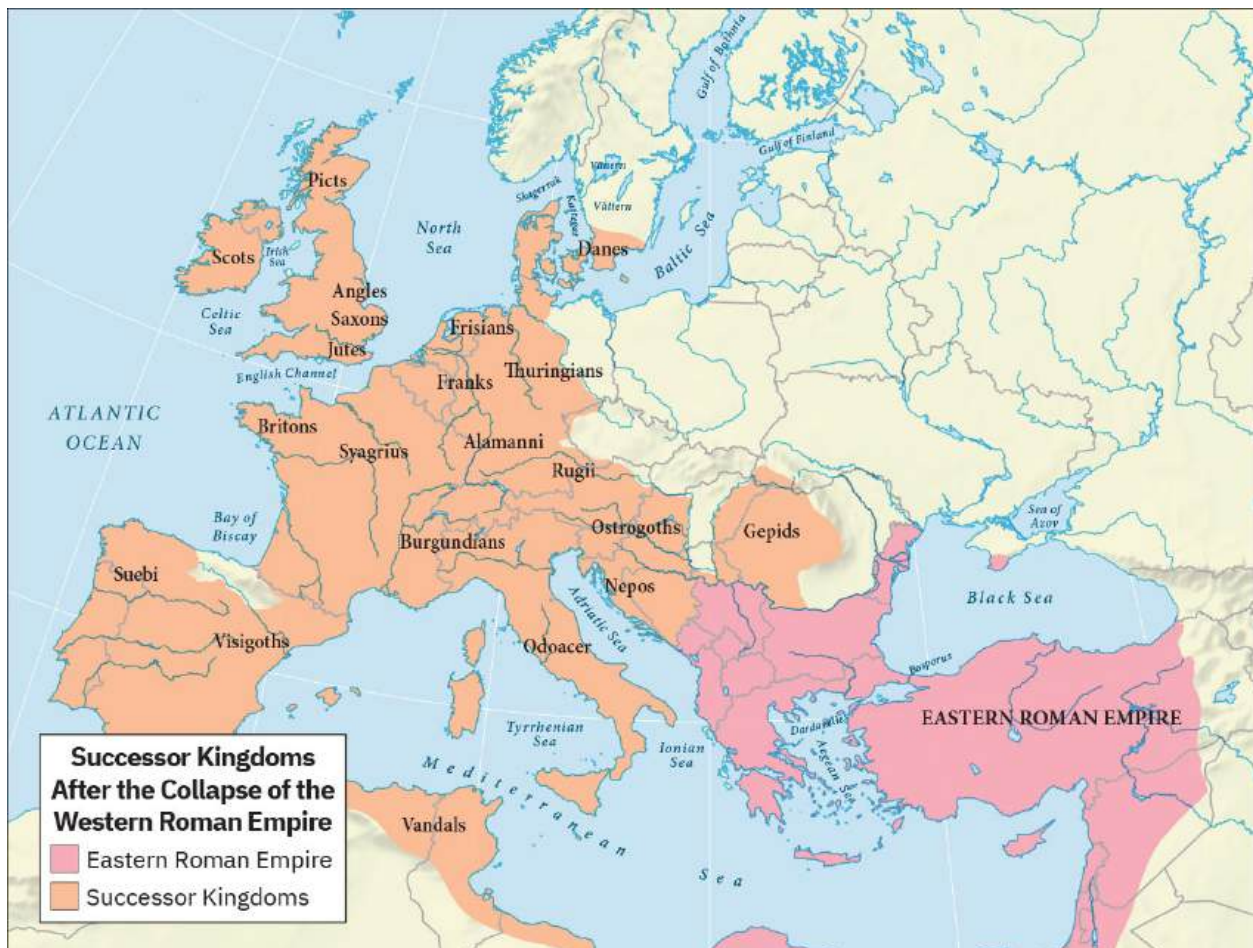 Gulf of Bothnia
Gulf of Finland
Vänern
Vättern
Skagerrak
Kattegat
Picts
North
Sea
Danes
Baltic Sea
Scots
Irish
Sea
Angles
Saxons
Celtic
Sea
Jutes
Frisians
English Channel
Franks
Thuringians
ATLANTIC
OCEAN
Britons
Syagrius
Alamanni
Rugii
Bay of
Biscay
Burgundians
Ostrogoths
Gepids
Sea of
Azov
Suebi
Nepos
Black Sea
Visigoths
Adriatic Sea
Odoacer
Bosporus
EASTERN ROMAN EMPIRE
Tyrrhenian
Sea
Ionian
Sea
Dardanelle
Aegean Sea
Mediterranean
Sea
Vandals
Successor Kingdoms
After the Collapse of the
Western Roman Empire
Eastern Roman Empire
Successor Kingdoms